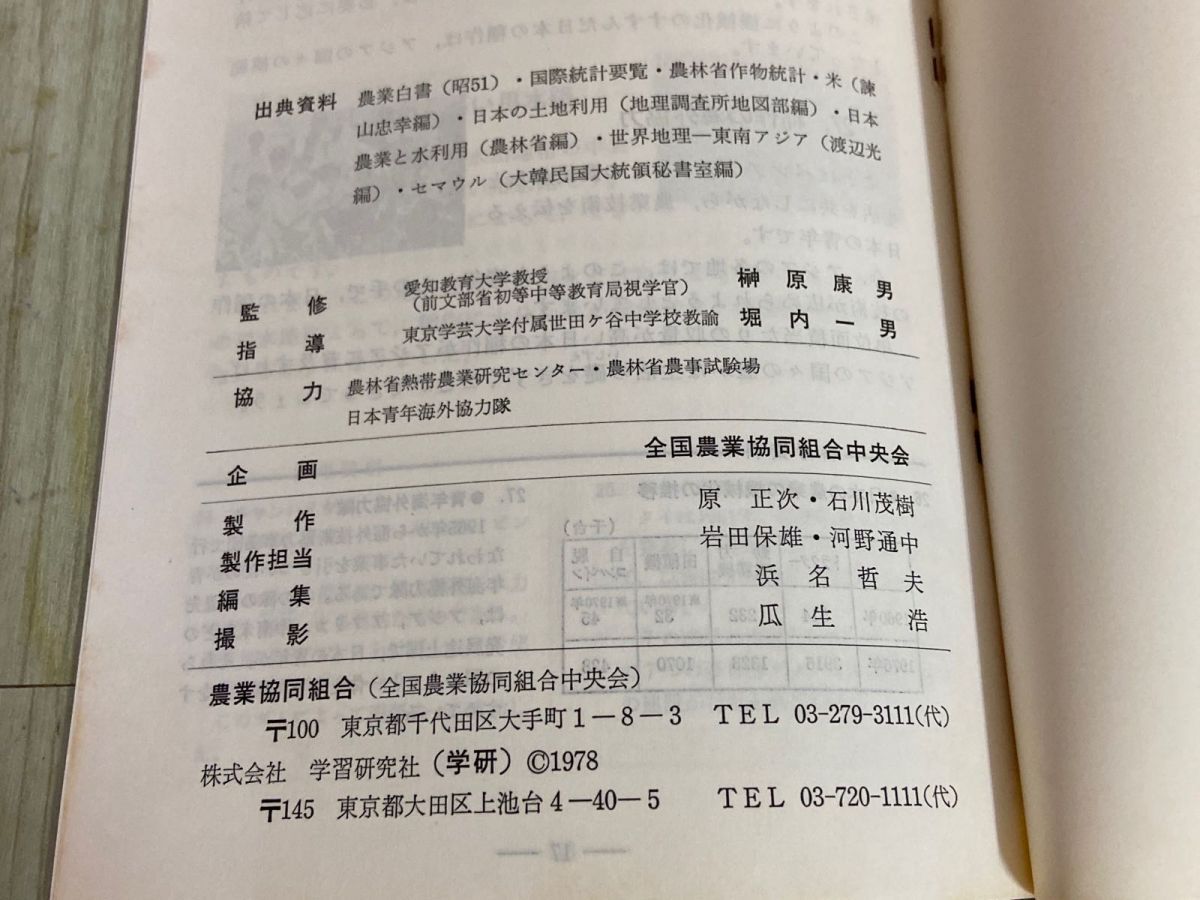 出典資料 農業白書（昭51）・国際統計要覧・農林省作物統計・米（諫
山忠幸編）・日本の土地利用（地理調査所地図部編）・日本
農業と水利用（農林省編）・世界地理―東南アジア（渡辺光
編）・セマウル（大韓民国大統領秘書室編）
監修 愛知教育大学教授（前文部省初等中等教育局視学官） 榊原康男
指導 東京学芸大学付属世田ケ谷中学校教諭 堀内一男
協力 農林省熱帯農業研究センター・農林省農事試験場
日本青年海外協力隊
企画 全国農業協同組合中央会
製作 原正次・石川茂樹
製作担当 岩田保雄・河野通中
編集 浜名哲夫
撮影 瓜生浩
農業協同組合（全国農業協同組合中央会）
〒100 東京都千代田区大手町1－8－3 TEL 03-279-3111(代)
株式会社 学習研究社（学研）©1978
〒145 東京都大田区上池台4－40－5 TEL 03-720-1111(代)